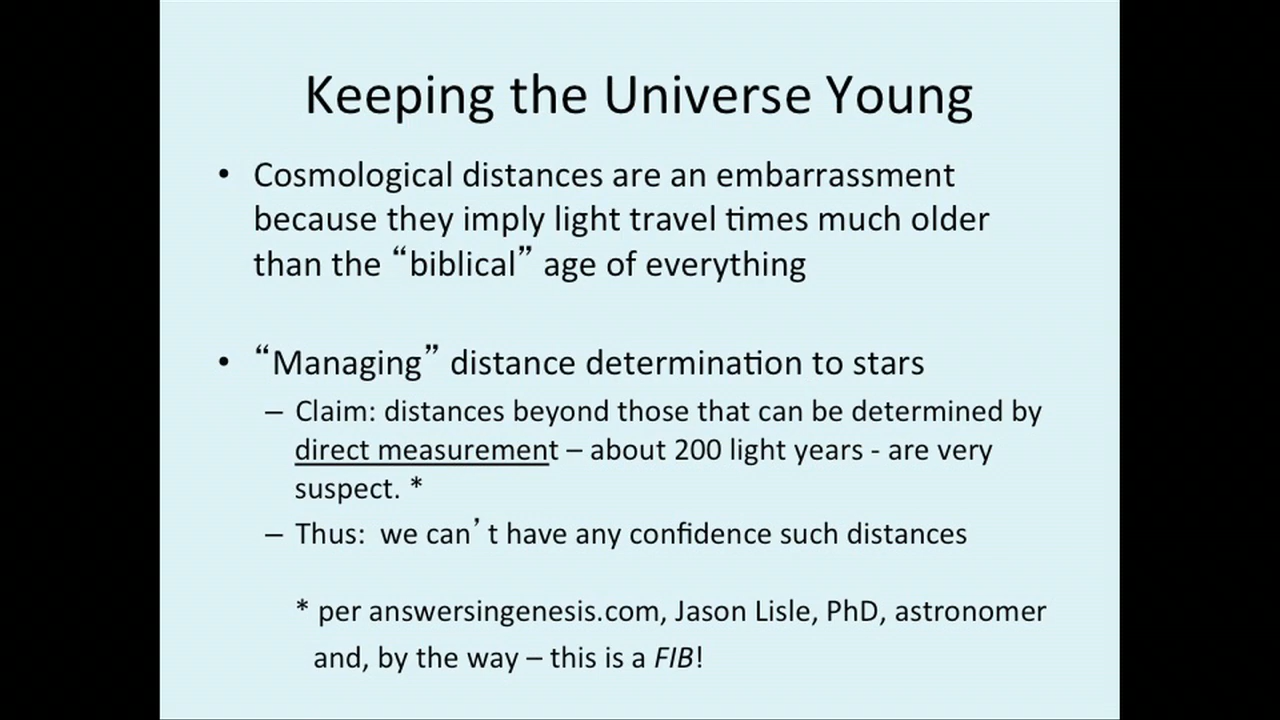 Keeping the Universe Young
• Cosmological distances are an embarrassment
because they imply light travel times much older
than the “biblical” age of everything
• “Managing” distance determination to stars
– Claim: distances beyond those that can be determined by
direct measurement – about 200 light years - are very
suspect. *
– Thus: we can’t have any confidence such distances
* per answersingenesis.com, Jason Lisle, PhD, astronomer
and, by the way – this is a FIB!